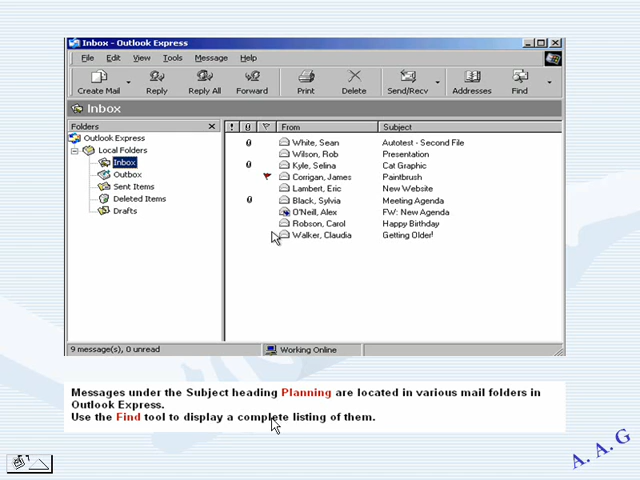 Inbox - Outlook Express
File Edit View Tools Message Help
Create Mail Reply Reply All Forward Print Delete Send/Recv Addresses Find
Inbox
Folders
! From Subject
Outlook Express
Local Folders
Inbox
Outbox
Sent Items
Deleted Items
Drafts
White, Sean Autotest - Second File
Wilson, Rob Presentation
Kyle, Selina Cat Graphic
Corrigan, James Paintbrush
Lambert, Eric New Website
Black, Sylvia Meeting Agenda
O'Neill, Alex FW: New Agenda
Robson, Carol Happy Birthday
Walker, Claudia Getting Older!
9 message(s), 0 unread
Working Online
Messages under the Subject heading Planning are located in various mail folders in
Outlook Express.
Use the Find tool to display a complete listing of them.
A. A. G